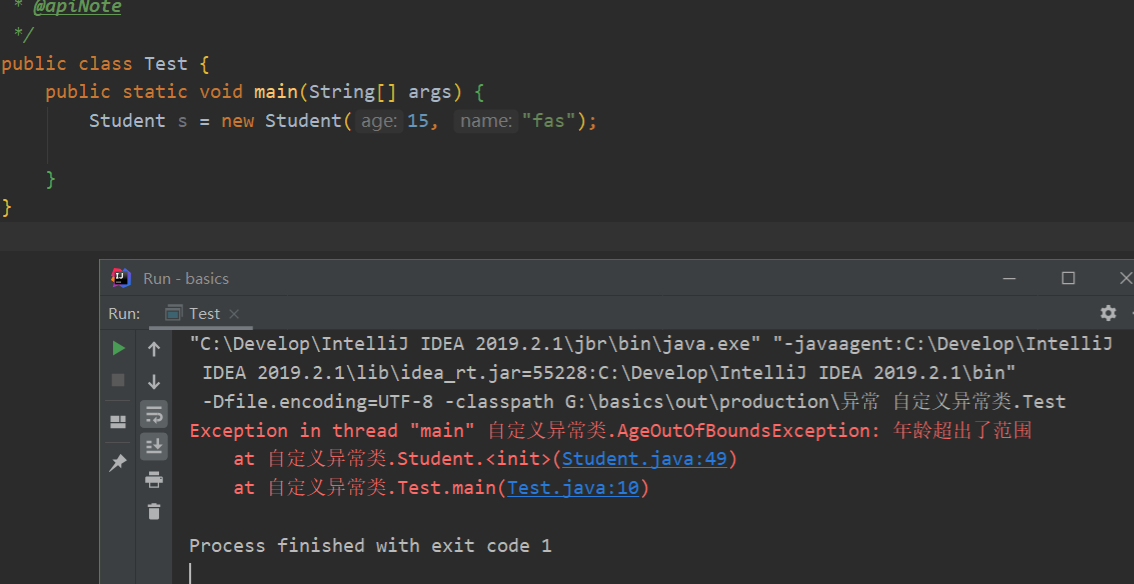 * @apiNote
*/
public class Test {
public static void main(String[] args) {
Student s = new Student( age: 15, name: "fas");
}
}
Run - basics
Run: Test
"C:\Develop\IntelliJ IDEA 2019.2.1\jbr\bin\java.exe" "-javaagent:C:\Develop\IntelliJ
IDEA 2019.2.1\lib\idea_rt.jar=55228:C:\Develop\IntelliJ IDEA 2019.2.1\bin"
-Dfile.encoding=UTF-8 -classpath G:\basics\out\production\异常 自定义异常类.Test
Exception in thread "main" 自定义异常类.AgeOutOfBoundsException: 年龄超出了范围
at 自定义异常类.Student.<init>(Student.java:49)
at 自定义异常类.Test.main(Test.java:10)
Process finished with exit code 1